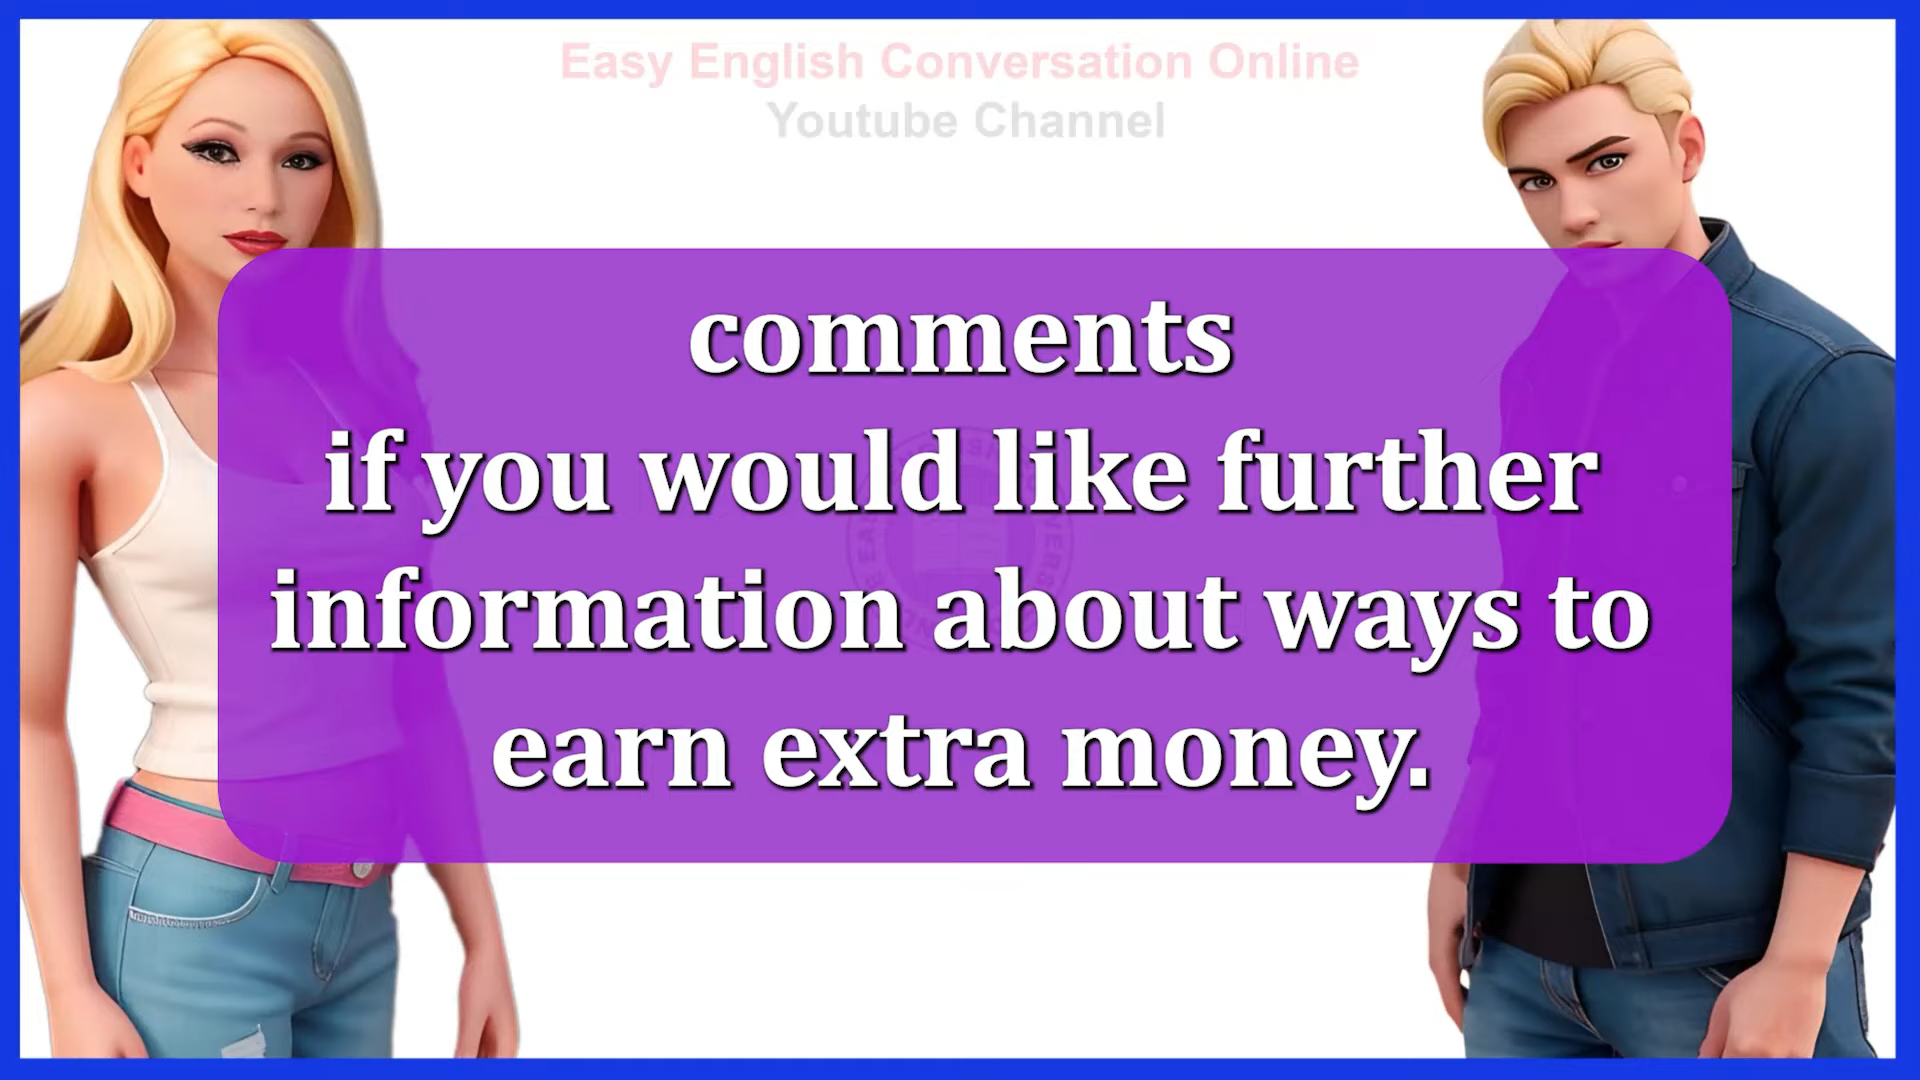 Easy English Conversation Online
Youtube Channel
comments
if you would like further
information about ways to
earn extra money.